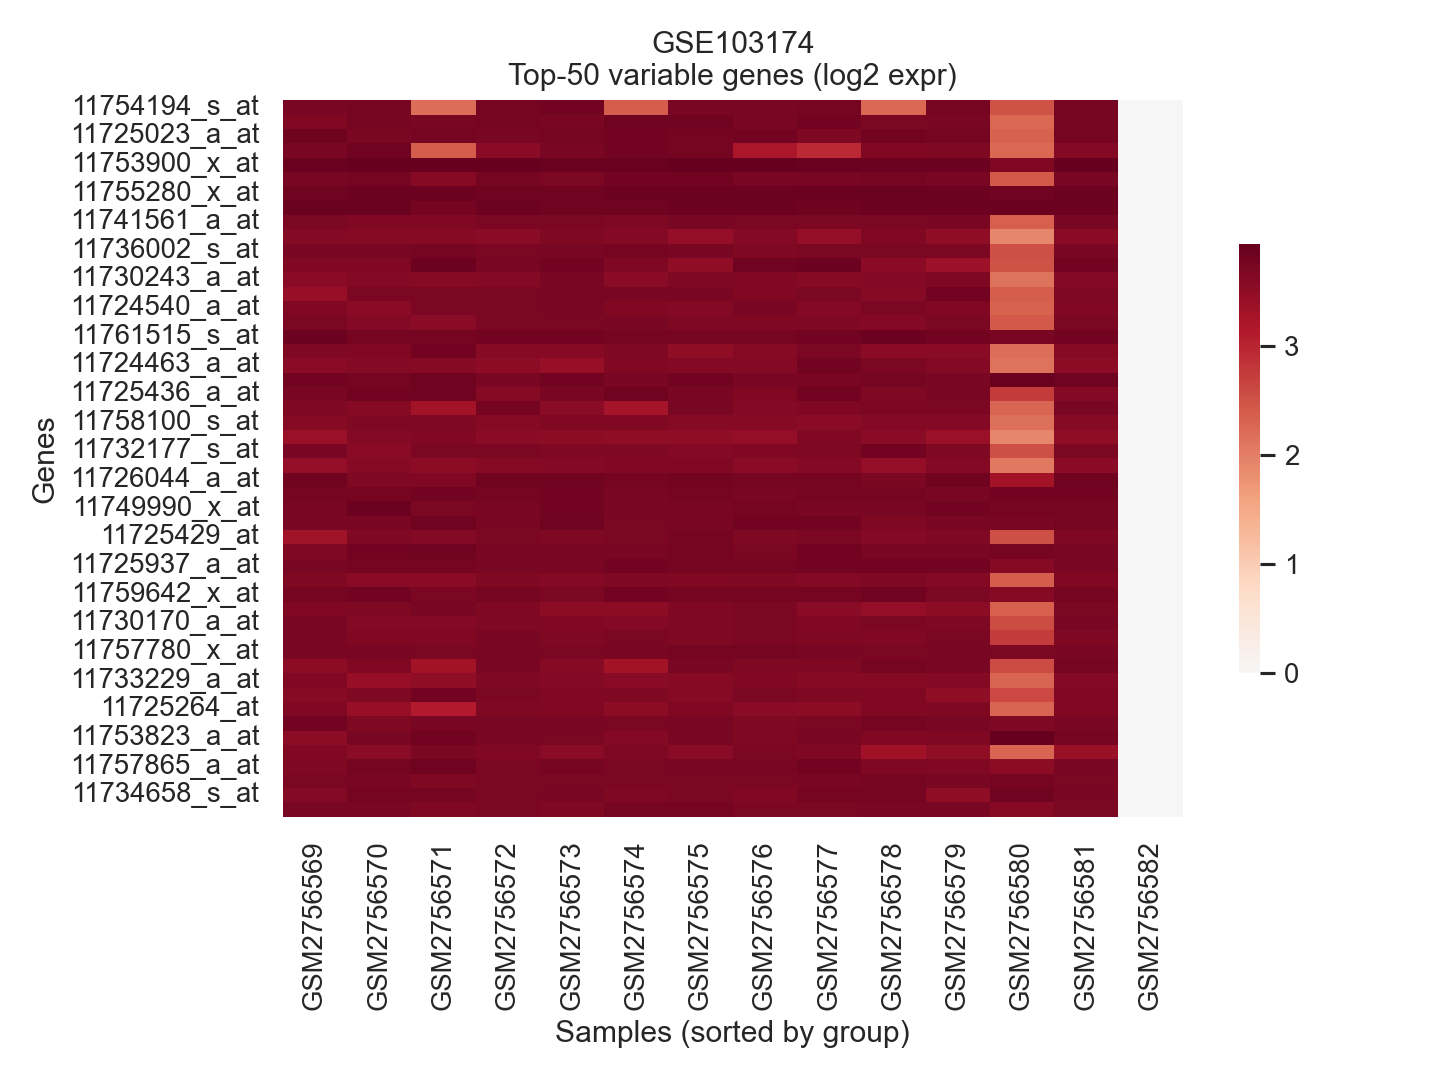 GSE103174
Top-50 variable genes (log2 expr)
11754194_s_at
11725023_a_at
11753900_x_at
11755280_x_at
11741561_a_at
11736002_s_at
11730243_a_at
11724540_a_at
11761515_s_at
11724463_a_at
11725436_a_at
11758100_s_at
11732177_s_at
11726044_a_at
11749990_x_at
11725429_at
11725937_a_at
11759642_x_at
11730170_a_at
11757780_x_at
11733229_a_at
11725264_at
11753823_a_at
11757865_a_at
11734658_s_at
Genes
3
2
1
0
GSM2756569
GSM2756570
GSM2756571
GSM2756572
GSM2756573
GSM2756574
GSM2756575
GSM2756576
GSM2756577
GSM2756578
GSM2756579
GSM2756580
GSM2756581
GSM2756582
Samples (sorted by group)